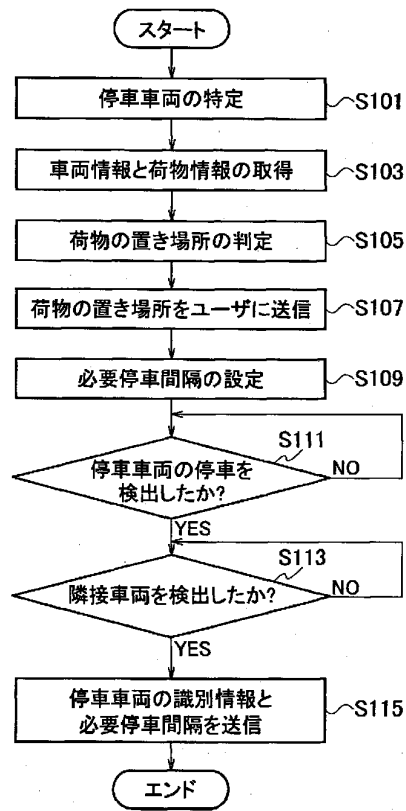 スタート
停車車両の特定
S101
車両情報と荷物情報の取得
S103
荷物の置き場所の判定
S105
荷物の置き場所をユーザに送信
S107
必要停車間隔の設定
S109
S111
停車車両の停車を
検出したか?
NO
YES
S113
隣接車両を検出したか?
NO
YES
停車車両の識別情報と
必要停車間隔を送信
S115
エンド